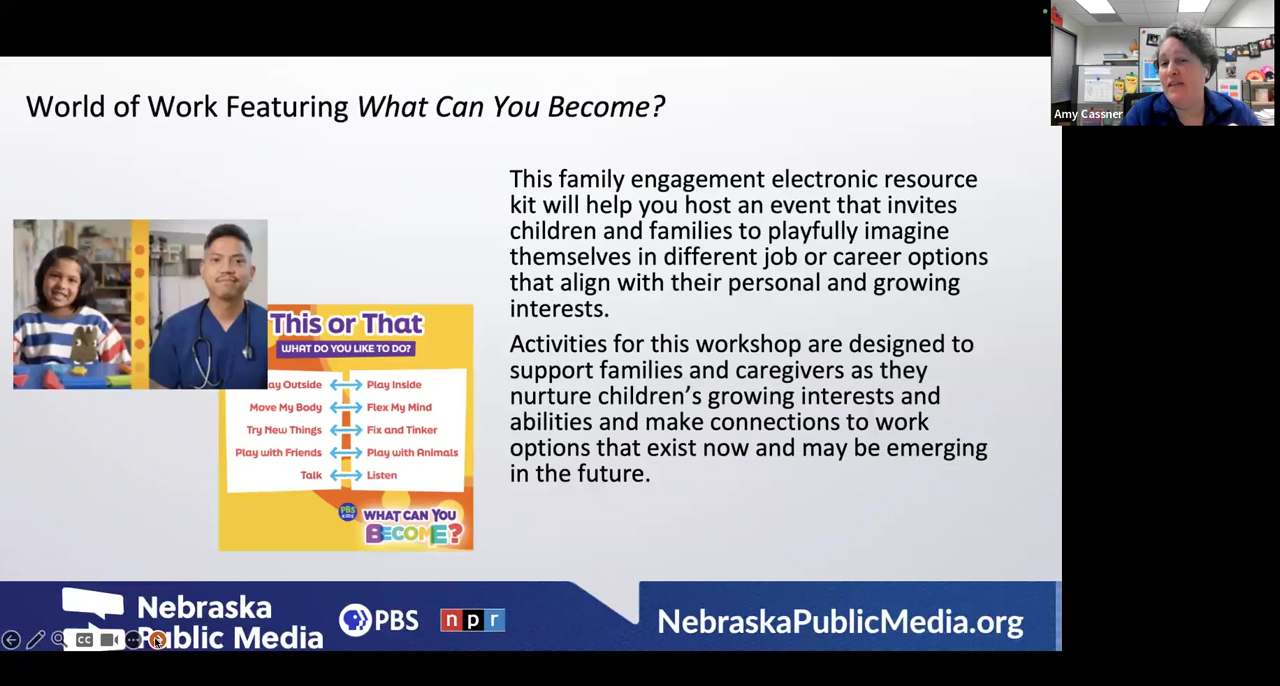 Amy Cassner
World of Work Featuring What Can You Become?
This family engagement electronic resource
kit will help you host an event that invites
children and families to playfully imagine
themselves in different job or career options
that align with their personal and growing
interests.
Activities for this workshop are designed to
support families and caregivers as they
nurture children’s growing interests and
abilities and make connections to work
options that exist now and may be emerging
in the future.
This or That
WHAT DO YOU LIKE TO DO?
ay Outside Play Inside
Move My Body Flex My Mind
Try New Things Fix and Tinker
Play with Friends Play with Animals
Talk Listen
PBS KIDS WHAT CAN YOU
BECOME?
Nebraska
Public Media
PBS
npr
NebraskaPublicMedia.org
CC